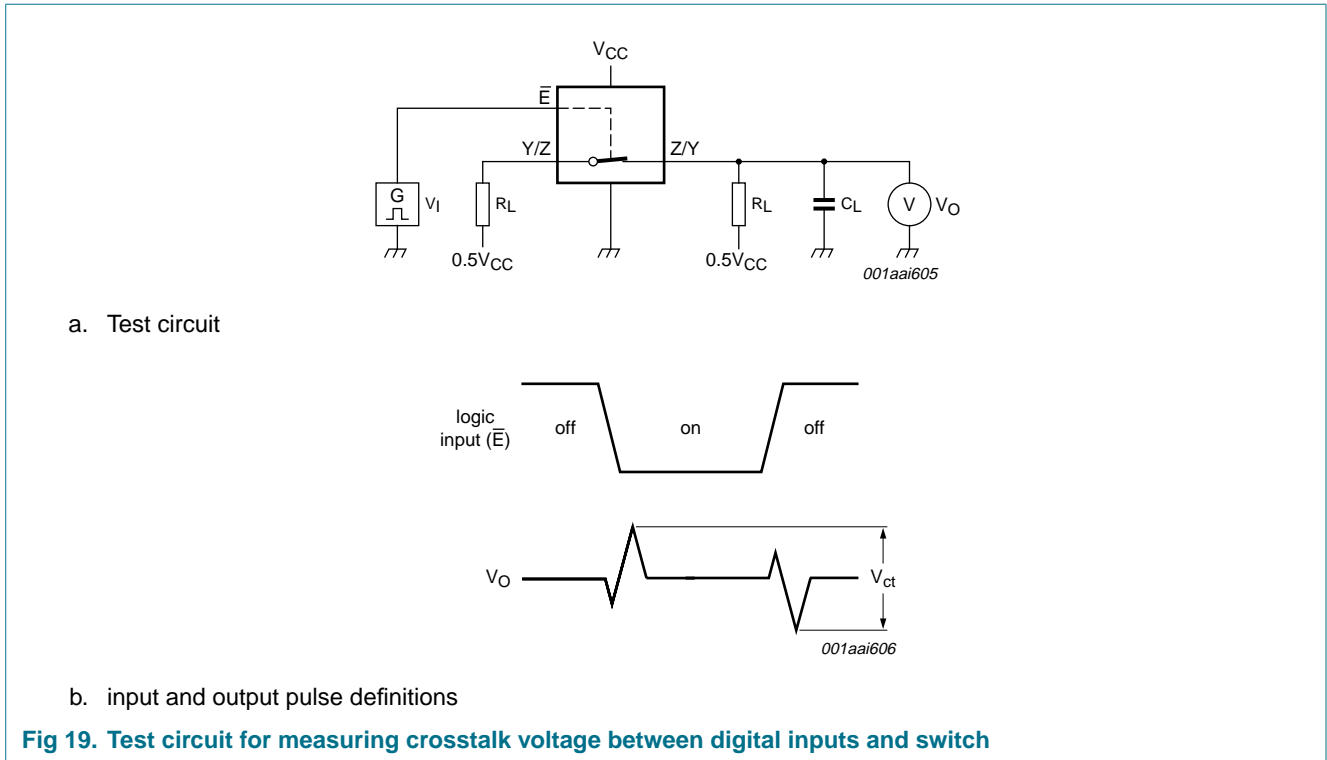 VCC
E̅
Y/Z
Z/Y
G
VI
RL
RL
CL
V
VO
0.5VCC
0.5VCC
001aai605
a. Test circuit
logic
input (E̅)
off
on
off
VO
Vct
001aai606
b. input and output pulse definitions
Fig 19. Test circuit for measuring crosstalk voltage between digital inputs and switch